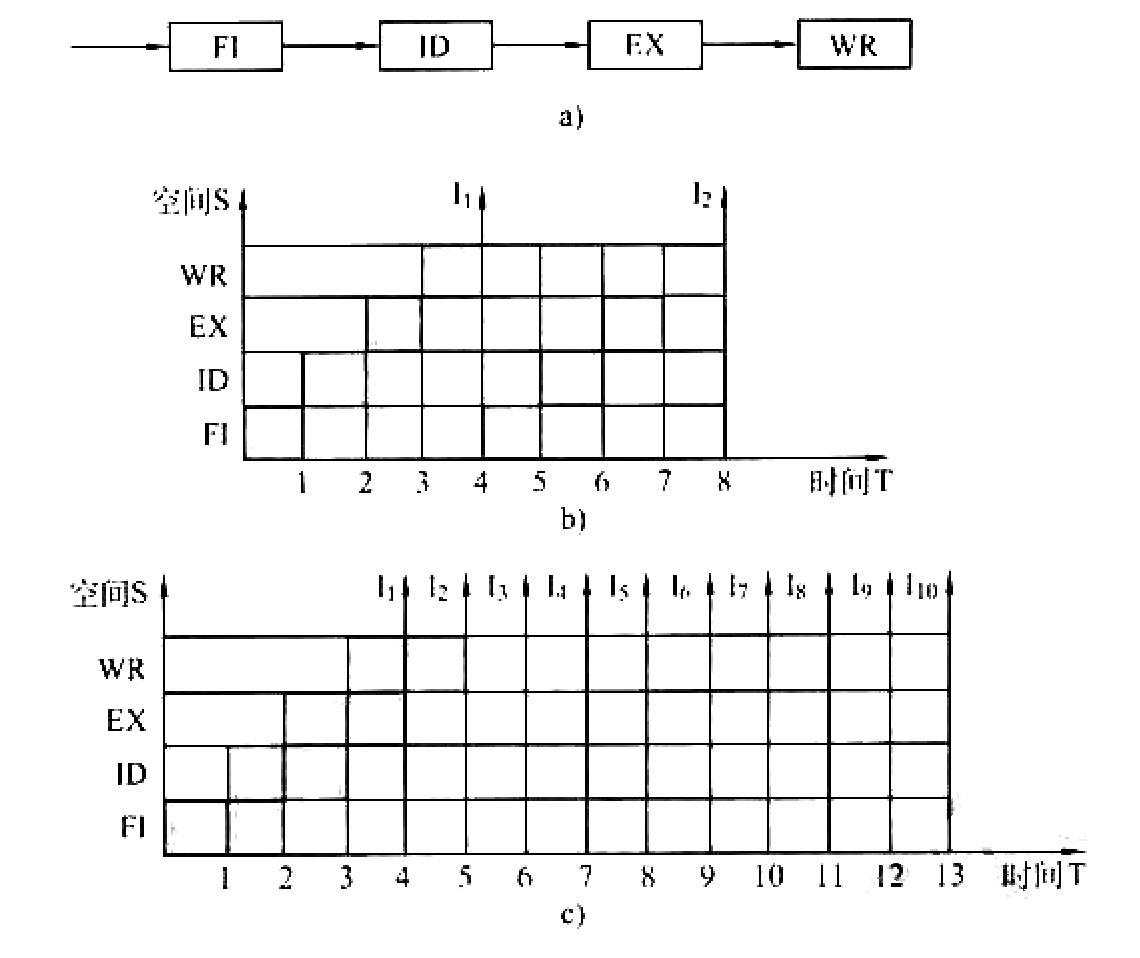 FI ID EX WR
a)
空间S I₁ I₂
WR
EX
ID
FI
1 2 3 4 5 6 7 8 时间T
b)
空间S I₁ I₂ I₃ I₄ I₅ I₆ I₇ I₈ I₉ I₁₀
WR
EX
ID
FI
1 2 3 4 5 6 7 8 9 10 11 12 13 时间T
c)